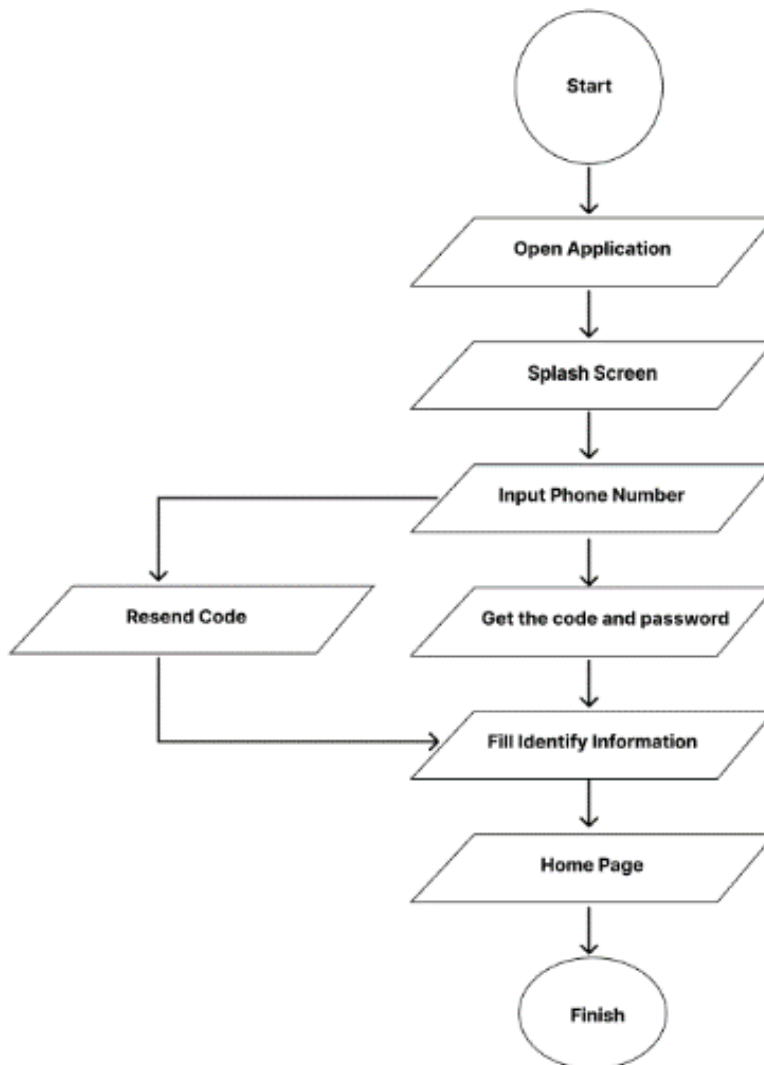 Start
Open Application
Splash Screen
Input Phone Number
Resend Code
Get the code and password
Fill Identify Information
Home Page
Finish